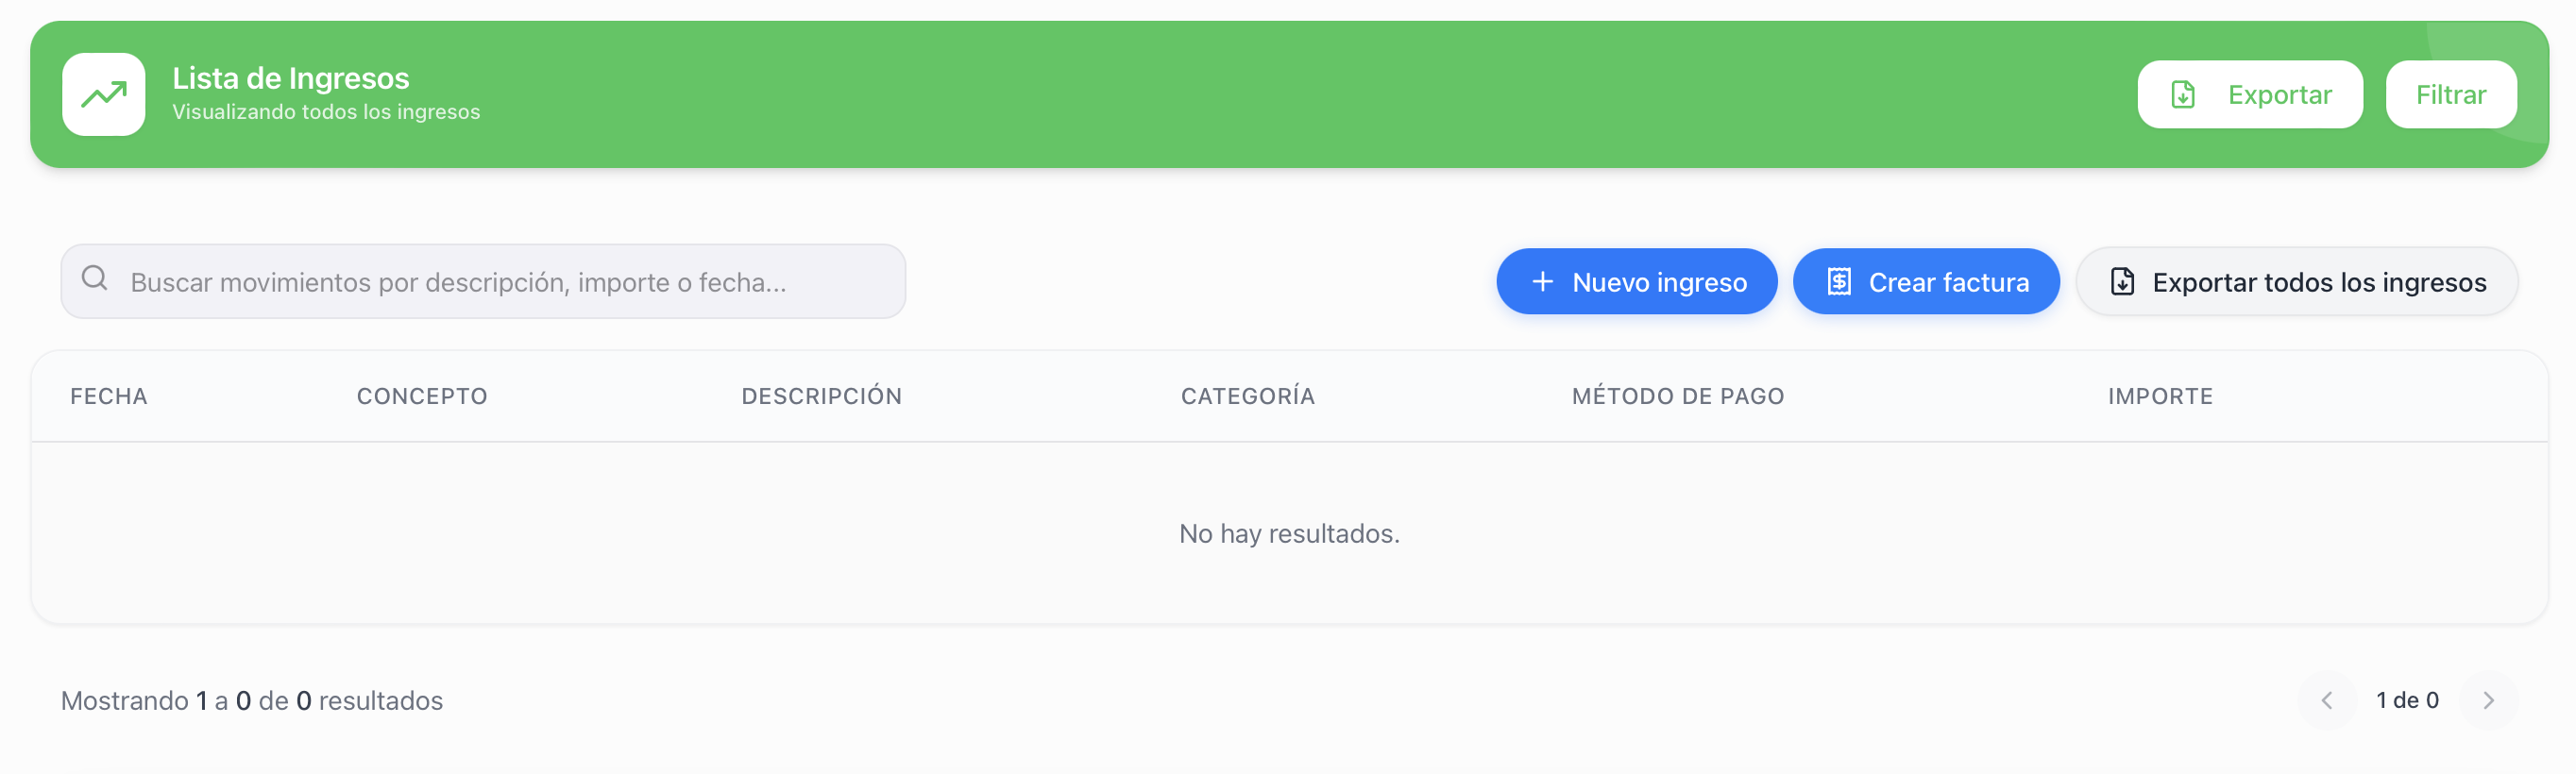 Lista de Ingresos
Visualizando todos los ingresos
Exportar
Filtrar
Buscar movimientos por descripción, importe o fecha...
Nuevo ingreso
Crear factura
Exportar todos los ingresos
FECHA CONCEPTO DESCRIPCIÓN CATEGORÍA MÉTODO DE PAGO IMPORTE
No hay resultados.
Mostrando 1 a 0 de 0 resultados
1 de 0